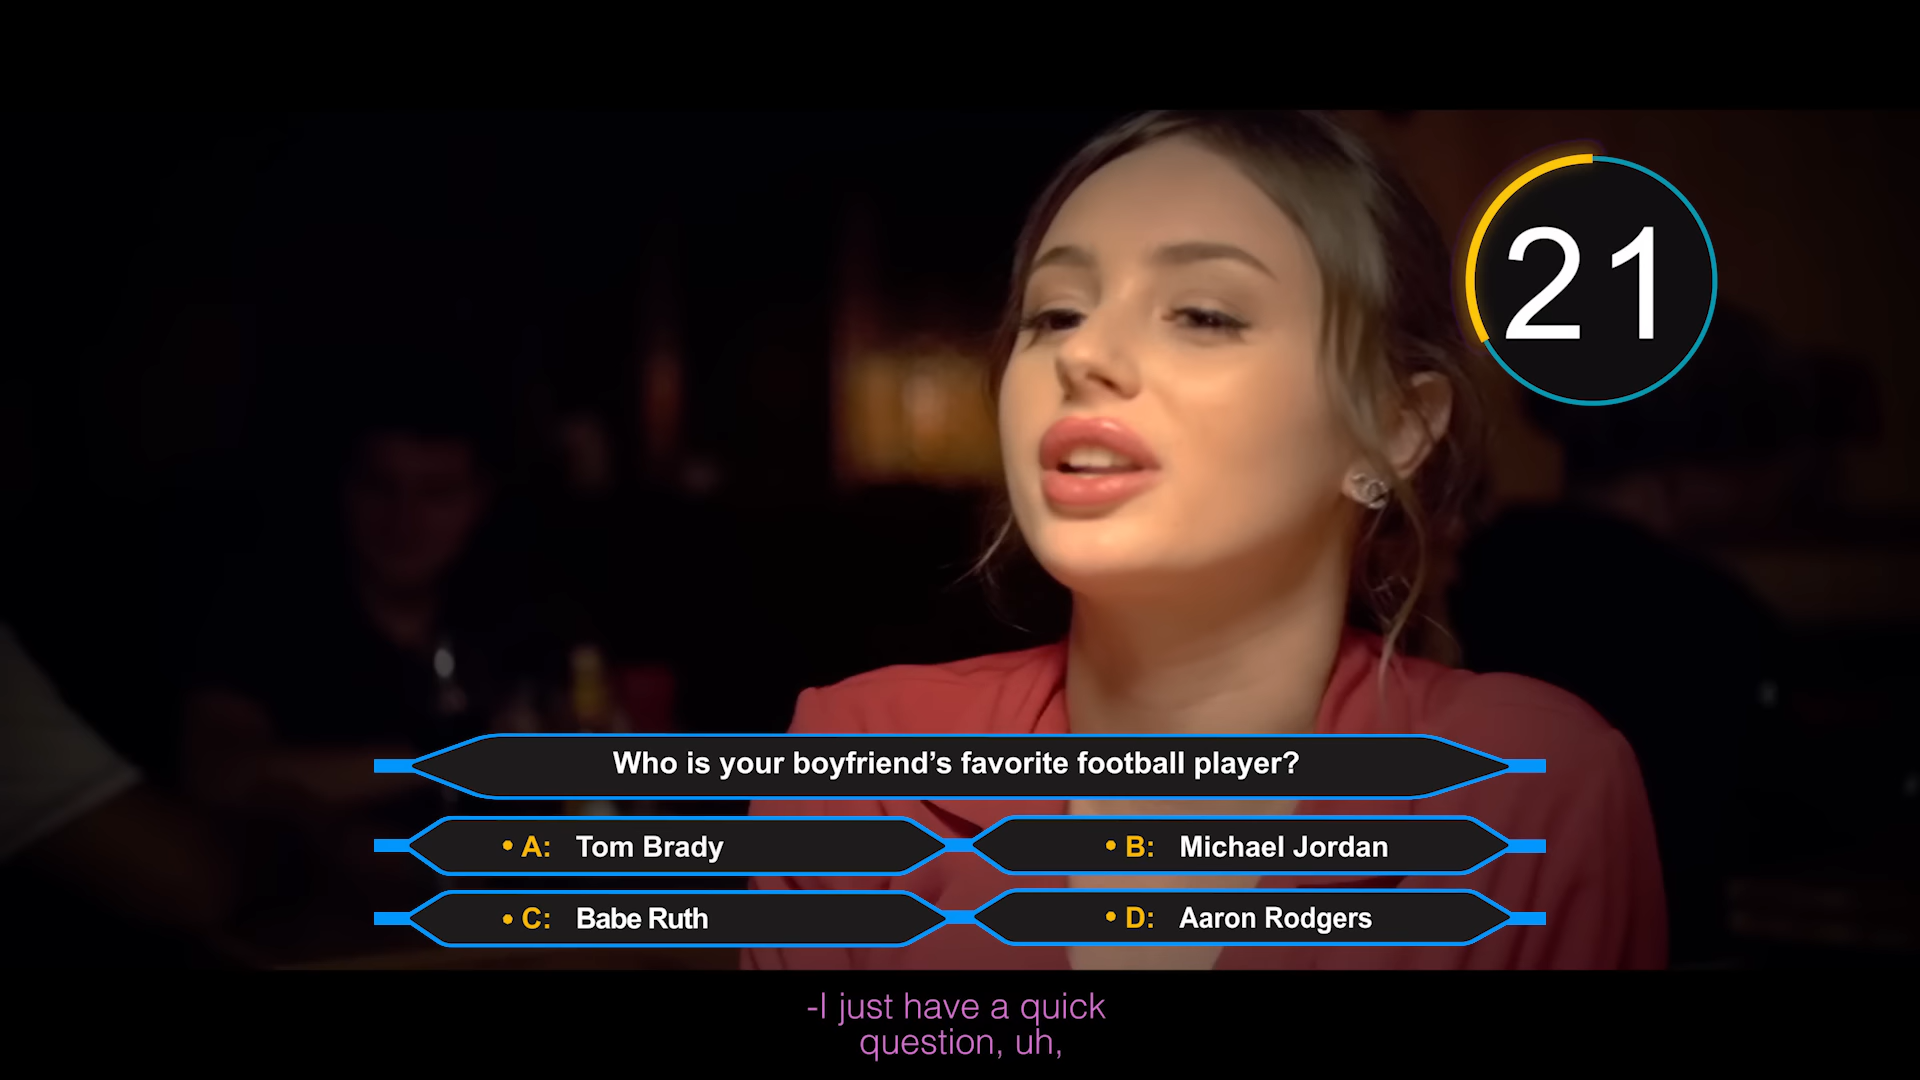 21
Who is your boyfriend’s favorite football player?
• A: Tom Brady
• B: Michael Jordan
• C: Babe Ruth
• D: Aaron Rodgers
-I just have a quick
question, uh,